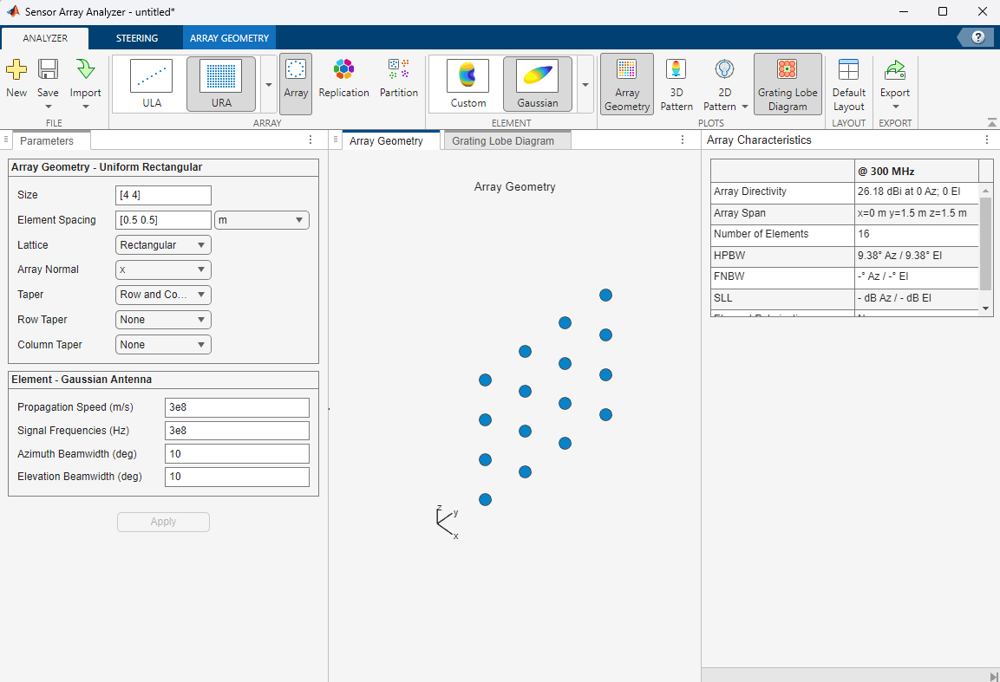 Sensor Array Analyzer - untitled*
ANALYZER
STEERING
ARRAY GEOMETRY
?
New
Save
Import
FILE
ULA
URA
Array
Replication
Partition
ARRAY
Custom
Gaussian
ELEMENT
Array
Geometry
3D
Pattern
2D
Pattern
Grating Lobe
Diagram
PLOTS
Default
Layout
LAYOUT
Export
EXPORT
Parameters
Array Geometry - Uniform Rectangular
Size
[4 4]
Element Spacing
[0.5 0.5]
m
Lattice
Rectangular
Array Normal
x
Taper
Row and Co...
Row Taper
None
Column Taper
None
Element - Gaussian Antenna
Propagation Speed (m/s)
3e8
Signal Frequencies (Hz)
3e8
Azimuth Beamwidth (deg)
10
Elevation Beamwidth (deg)
10
Apply
Array Geometry
Grating Lobe Diagram
Array Geometry
z
y
x
Array Characteristics
@ 300 MHz
Array Directivity
26.18 dBi at 0 Az; 0 El
Array Span
x=0 m y=1.5 m z=1.5 m
Number of Elements
16
HPBW
9.38° Az / 9.38° El
FNBW
-° Az / -° El
SLL
- dB Az / - dB El